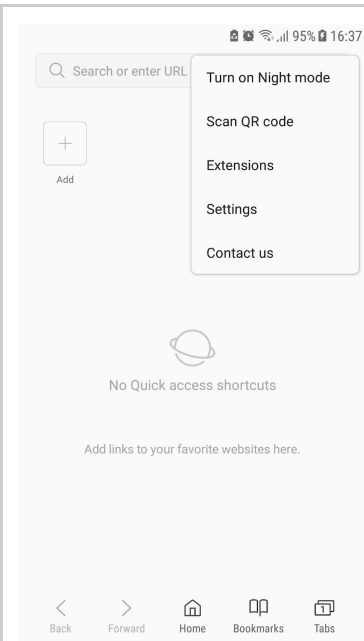 95% 16:37
Search or enter URL
Turn on Night mode
Scan QR code
Extensions
Settings
Contact us
Add
No Quick access shortcuts
Add links to your favorite websites here.
1
Back Forward Home Bookmarks Tabs